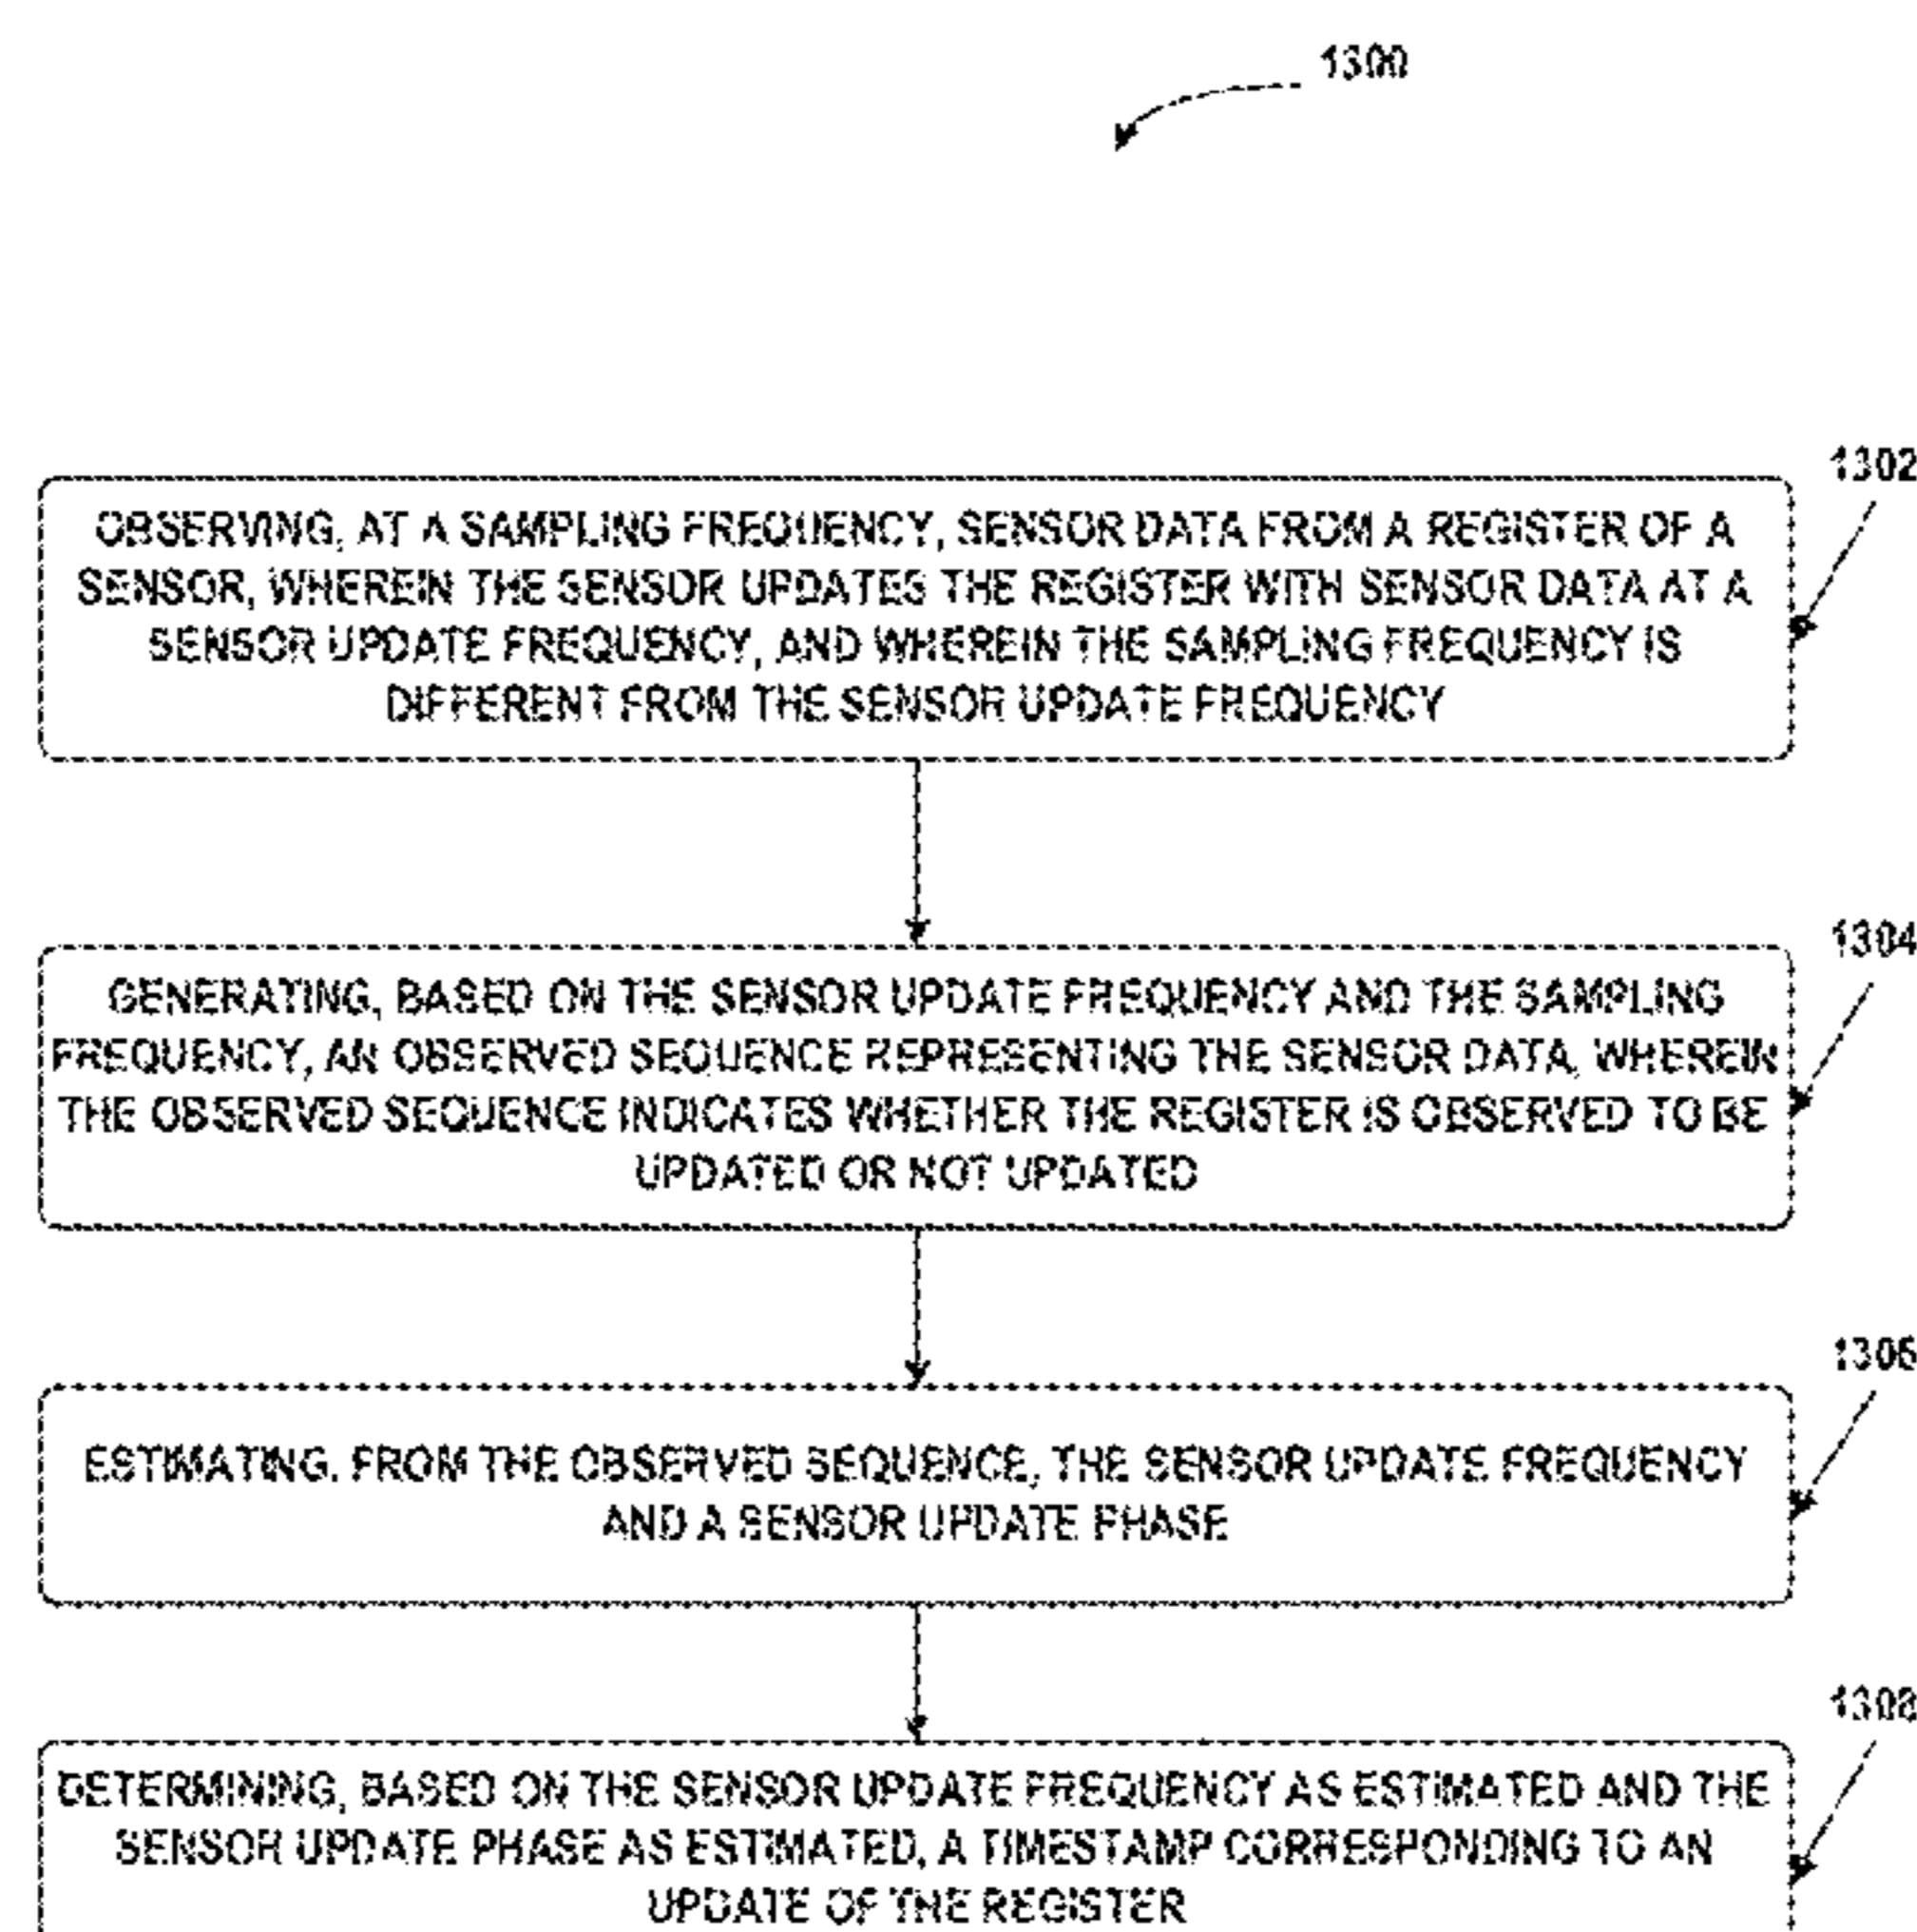 1300
1302
OBSERVING, AT A SAMPLING FREQUENCY, SENSOR DATA FROM A REGISTER OF A
SENSOR, WHEREIN THE SENSOR UPDATES THE REGISTER WITH SENSOR DATA AT A
SENSOR UPDATE FREQUENCY, AND WHEREIN THE SAMPLING FREQUENCY IS
DIFFERENT FROM THE SENSOR UPDATE FREQUENCY
1304
GENERATING, BASED ON THE SENSOR UPDATE FREQUENCY AND THE SAMPLING
FREQUENCY, AN OBSERVED SEQUENCE REPRESENTING THE SENSOR DATA, WHEREIN
THE OBSERVED SEQUENCE INDICATES WHETHER THE REGISTER IS OBSERVED TO BE
UPDATED OR NOT UPDATED
1306
ESTIMATING, FROM THE OBSERVED SEQUENCE, THE SENSOR UPDATE FREQUENCY
AND A SENSOR UPDATE PHASE
1308
DETERMINING, BASED ON THE SENSOR UPDATE FREQUENCY AS ESTIMATED AND THE
SENSOR UPDATE PHASE AS ESTIMATED, A TIMESTAMP CORRESPONDING TO AN
UPDATE OF THE REGISTER